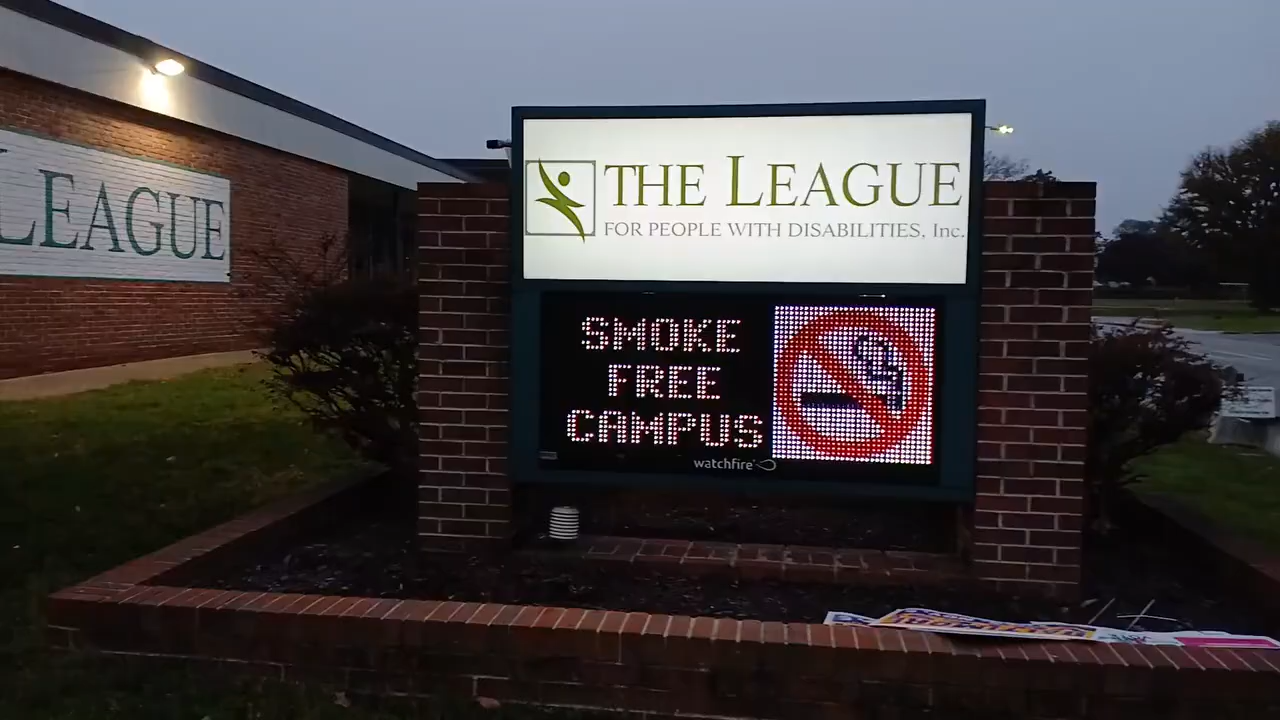 LEAGUE
THE LEAGUE
FOR PEOPLE WITH DISABILITIES, Inc.
SMOKE
FREE
CAMPUS
watchfire